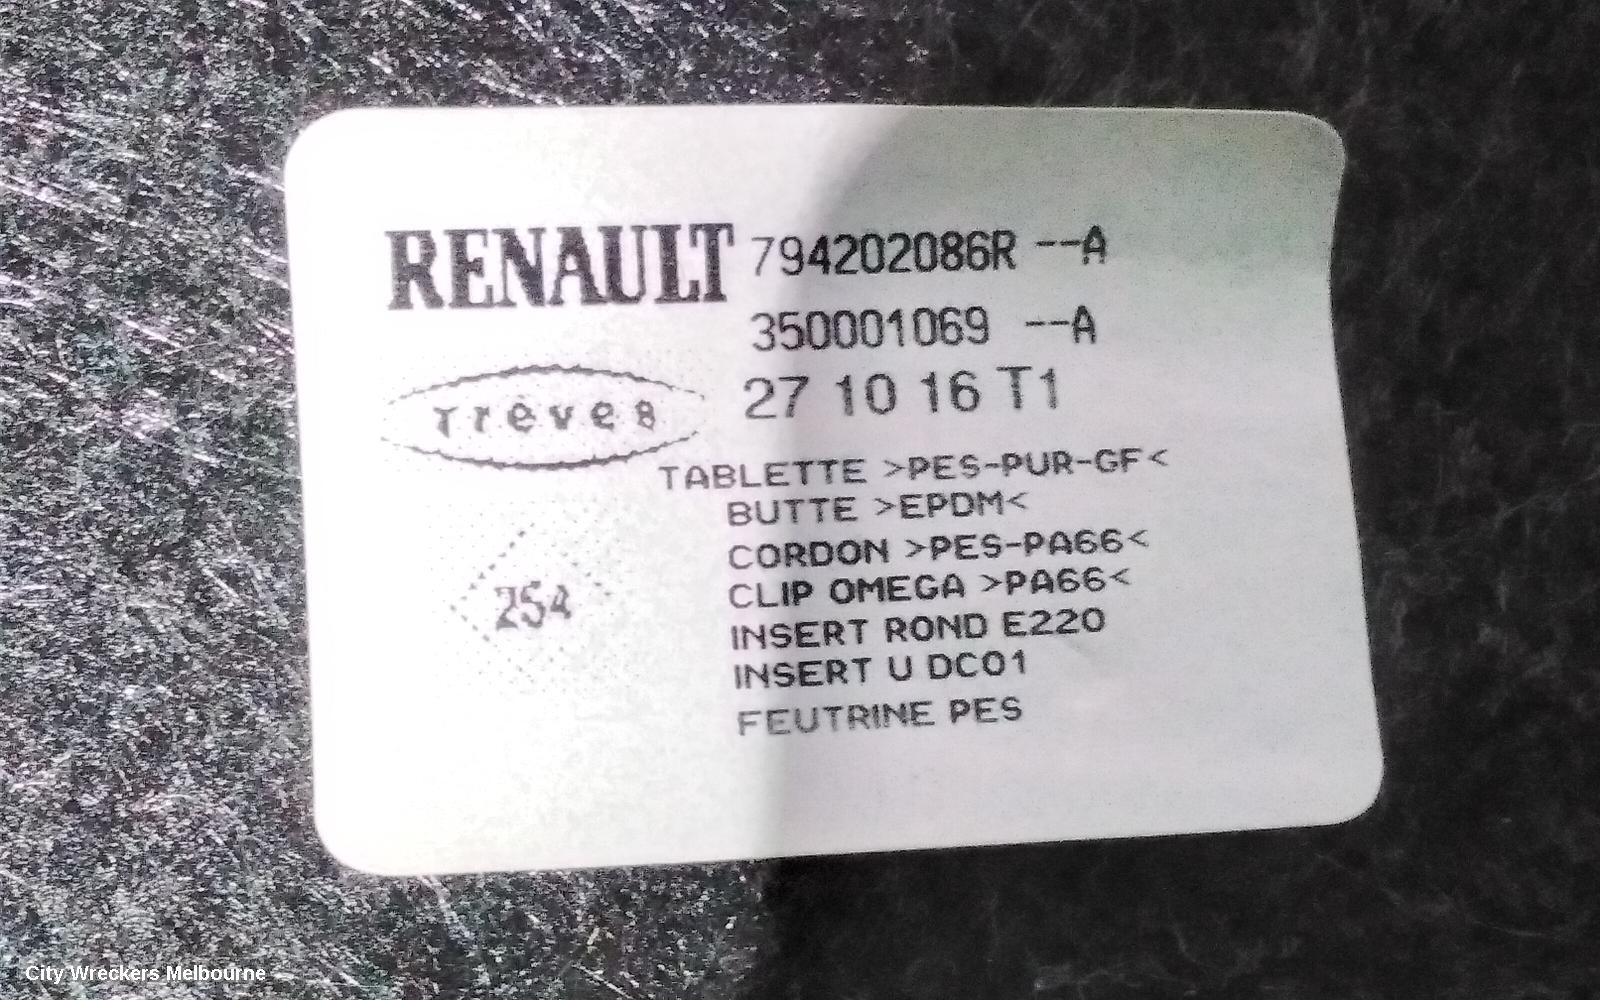 RENAULT 794202086R --A
350001069 --A
Treves
27 10 16 T1
TABLETTE >PES-PUR-GF<
BUTTE >EPDM<
CORDON >PES-PA66<
254
CLIP OMEGA >PA66<
INSERT ROND E220
INSERT U DC01
FEUTRINE PES
City Wreckers Melbourne